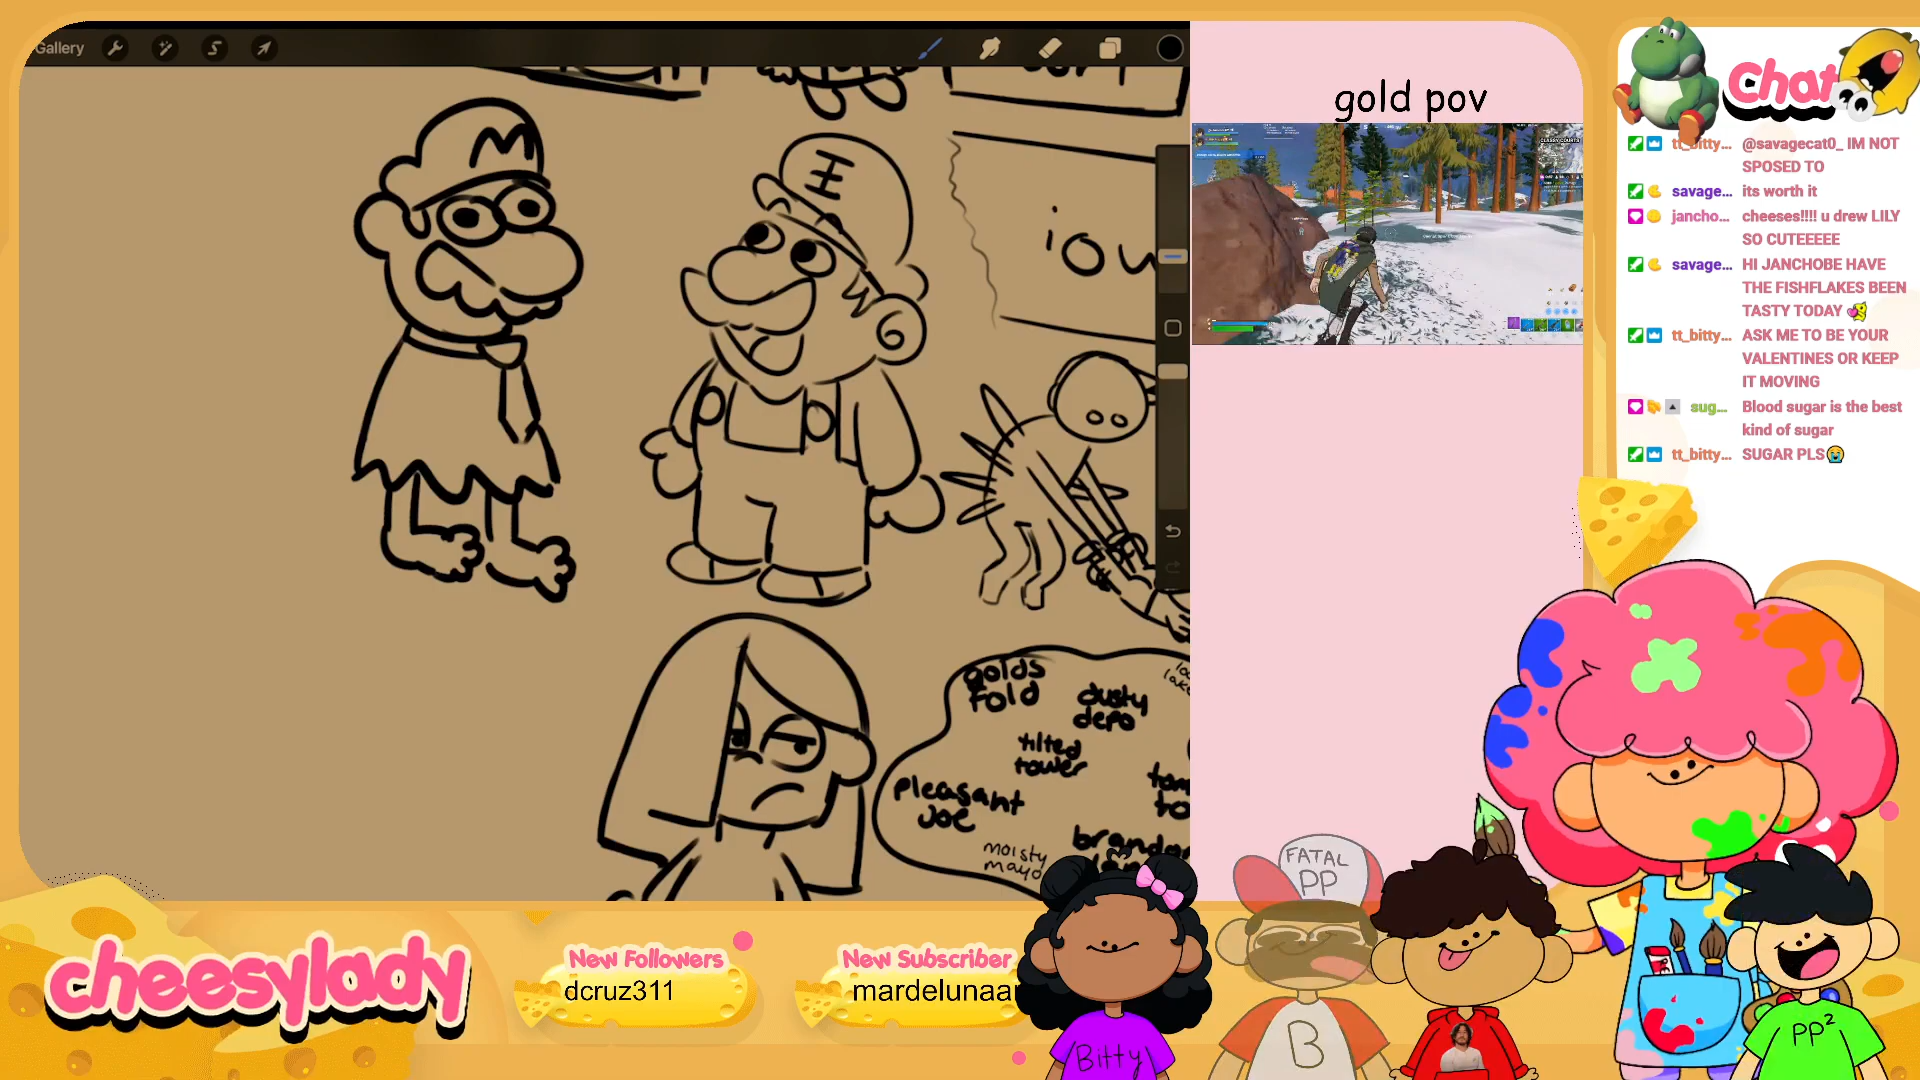 Gallery
M
golds
Fold
dusty
depo
tilted
tower
pleasant
Joe
moisty
mayo
gold pov
Chat
tt_bitty... @savagecat0_ IM NOT
SPOSED TO
savage... its worth it
jancho... cheeses!!!! u drew LILY
SO CUTEEEEE
savage... HI JANCHOBE HAVE
THE FISHFLAKES BEEN
TASTY TODAY
tt_bitty... ASK ME TO BE YOUR
VALENTINES OR KEEP
IT MOVING
sug... Blood sugar is the best
kind of sugar
tt_bitty... SUGAR PLS
cheesylady
New Followers
dcruz311
New Subscriber
mardelunaar
Bitty
FATAL
PP
B
PP²